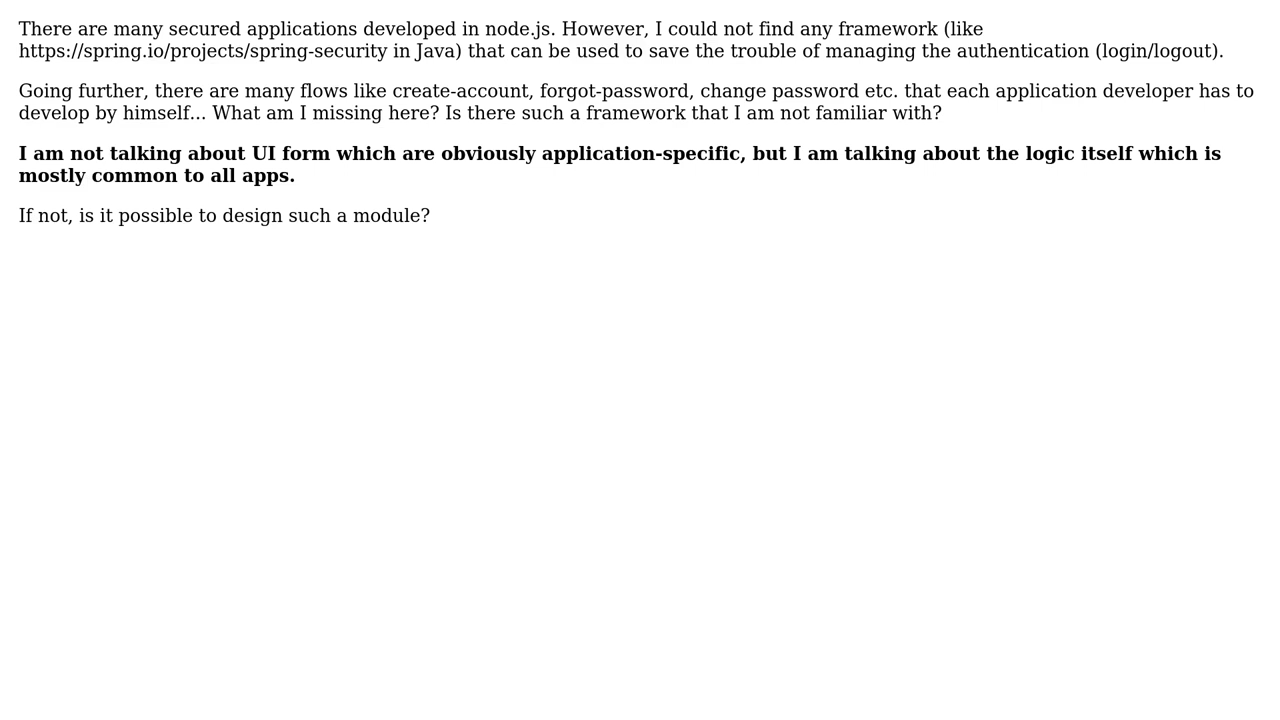 There are many secured applications developed in node.js. However, I could not find any framework (like
https://spring.io/projects/spring-security in Java) that can be used to save the trouble of managing the authentication (login/logout).
Going further, there are many flows like create-account, forgot-password, change password etc. that each application developer has to
develop by himself... What am I missing here? Is there such a framework that I am not familiar with?
I am not talking about UI form which are obviously application-specific, but I am talking about the logic itself which is
mostly common to all apps.
If not, is it possible to design such a module?